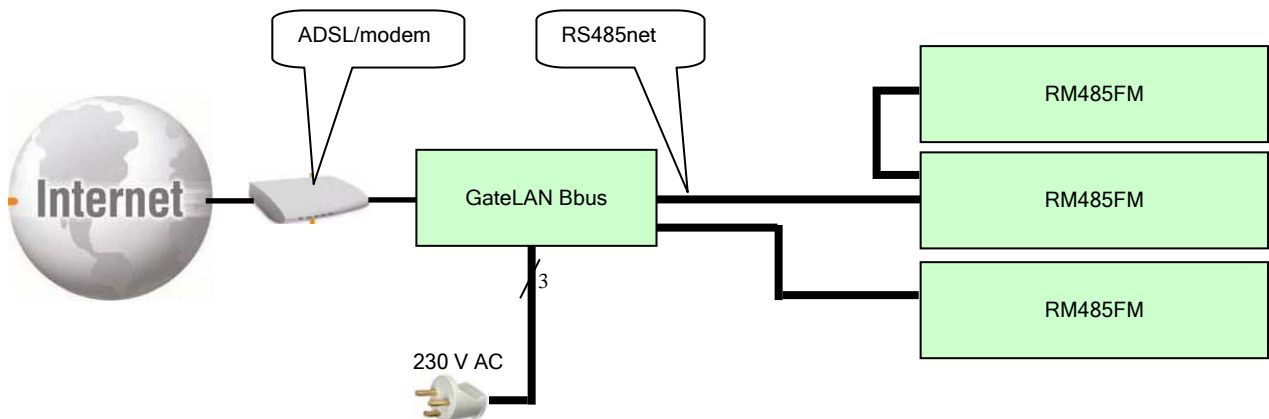 ADSL/modem
RS485net
RM485FM
Internet
GateLAN Bbus
RM485FM
3
RM485FM
230 V AC